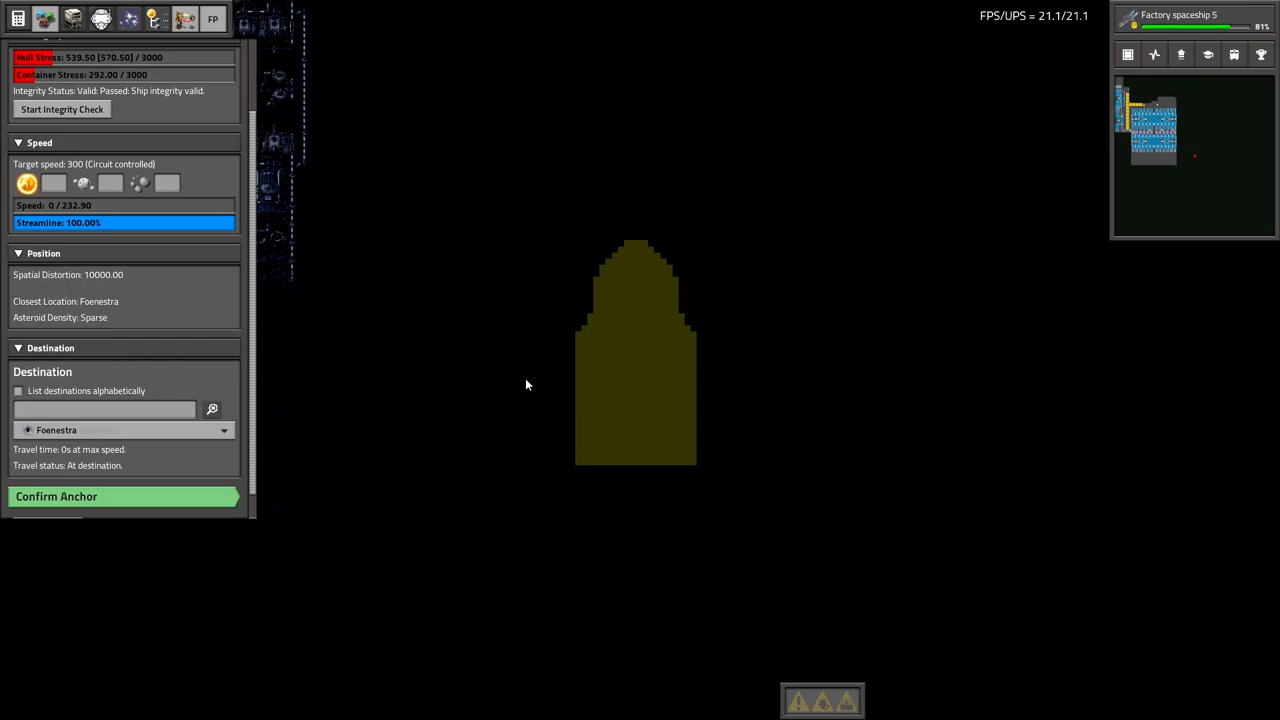 FP
FPS/UPS = 21.1/21.1
Factory spaceship 5
81%
Hull Stress: 539.50 [570.50] / 3000
Container Stress: 292.00 / 3000
Integrity Status: Valid: Passed: Ship integrity valid.
Start Integrity Check
Speed
Target speed: 300 (Circuit controlled)
Speed: 0 / 232.90
Streamline: 100.00%
Position
Spatial Distortion: 10000.00
Closest Location: Foenestra
Asteroid Density: Sparse
Destination
Destination
List destinations alphabetically
Foenestra
Travel time: 0s at max speed.
Travel status: At destination.
Confirm Anchor